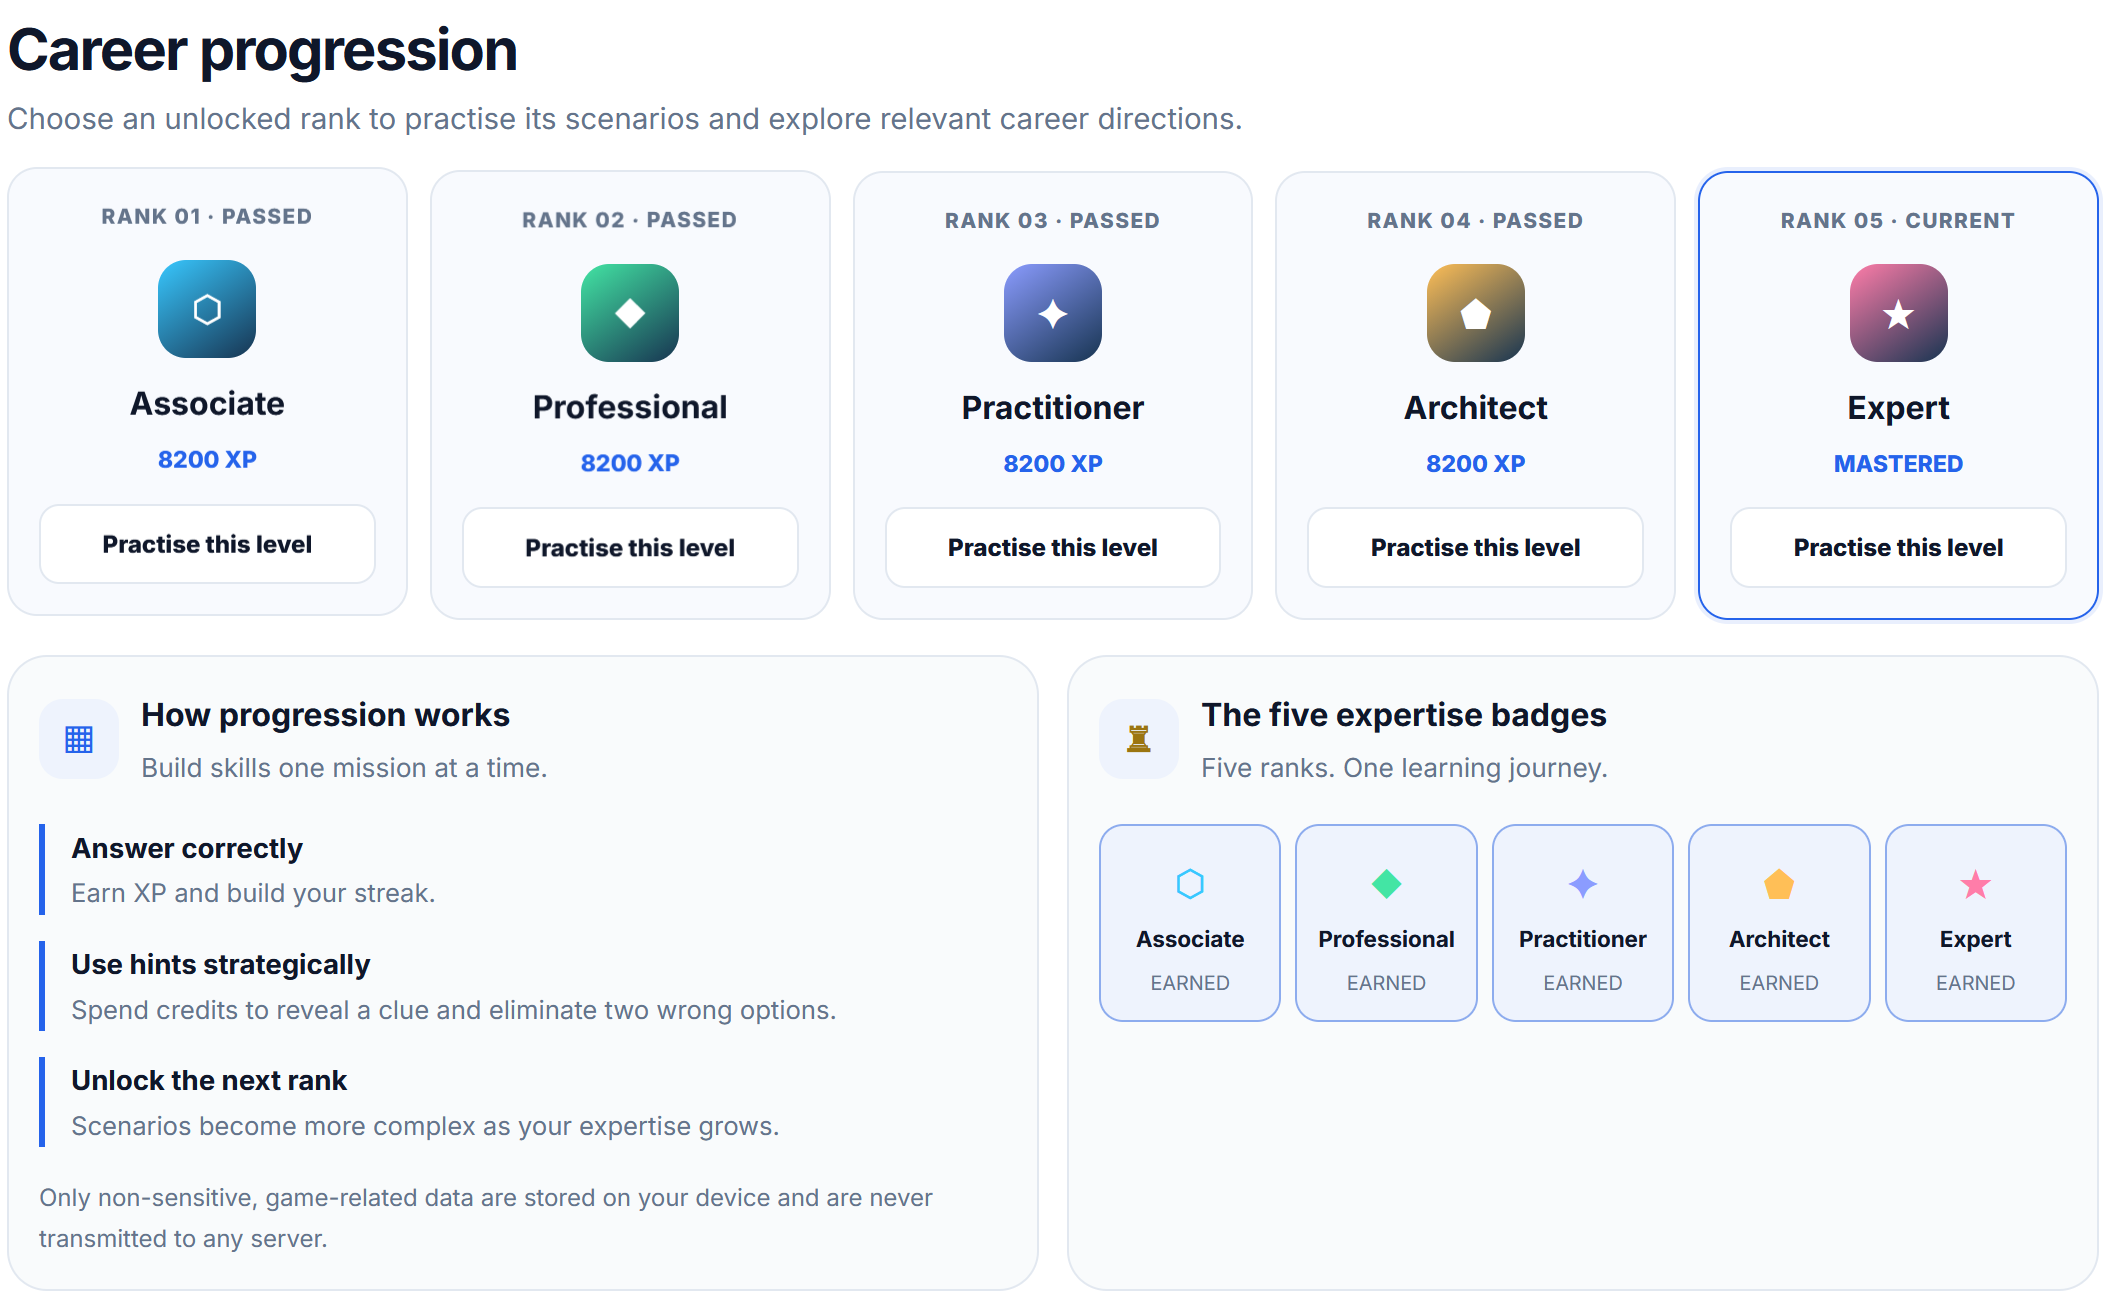 Career progression
Choose an unlocked rank to practise its scenarios and explore relevant career directions.
RANK 01 · PASSED
Associate
8200 XP
Practise this level
RANK 02 · PASSED
Professional
8200 XP
Practise this level
RANK 03 · PASSED
Practitioner
8200 XP
Practise this level
RANK 04 · PASSED
Architect
8200 XP
Practise this level
RANK 05 · CURRENT
Expert
MASTERED
Practise this level
How progression works
Build skills one mission at a time.
Answer correctly
Earn XP and build your streak.
Use hints strategically
Spend credits to reveal a clue and eliminate two wrong options.
Unlock the next rank
Scenarios become more complex as your expertise grows.
Only non-sensitive, game-related data are stored on your device and are never
transmitted to any server.
The five expertise badges
Five ranks. One learning journey.
Associate
EARNED
Professional
EARNED
Practitioner
EARNED
Architect
EARNED
Expert
EARNED